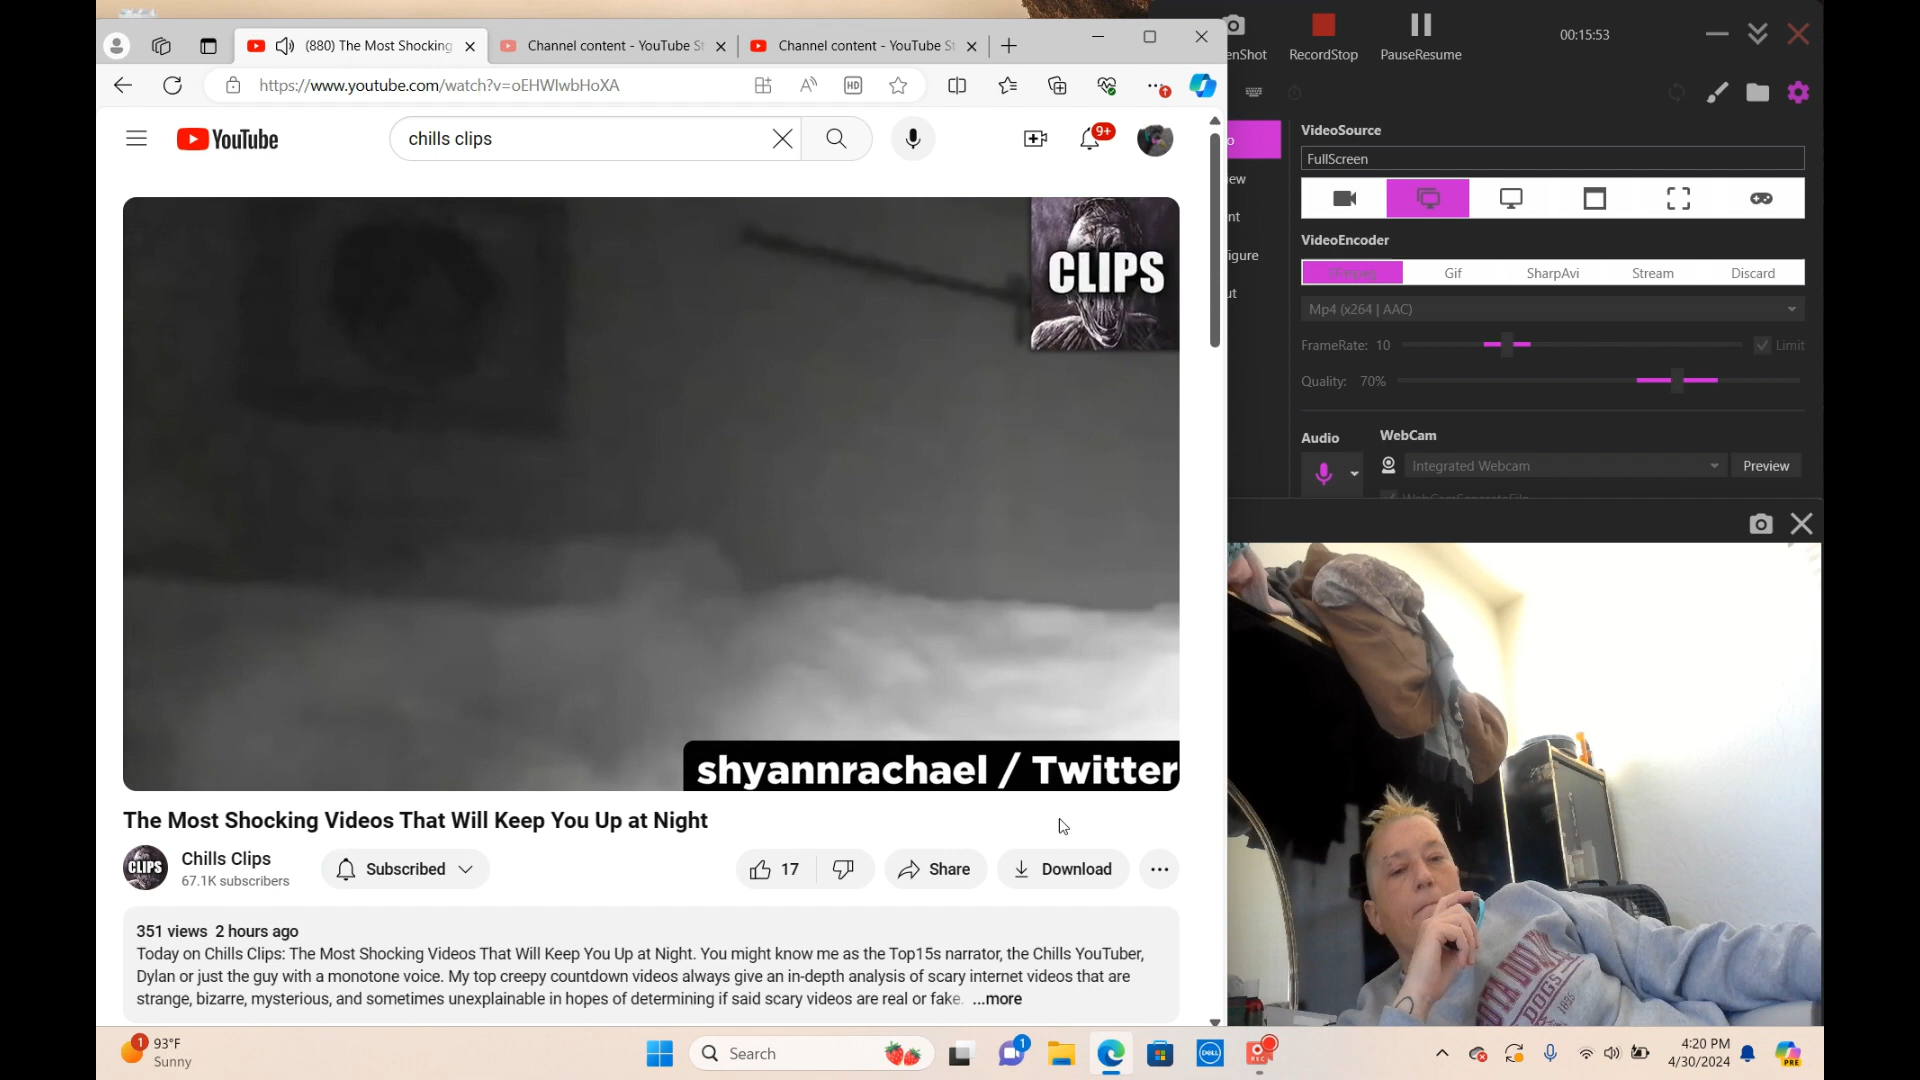 (880) The Most Shocking
Channel content - YouTube St
Channel content - YouTube St
https://www.youtube.com/watch?v=oEHWIwbHoXA
HD
YouTube
chills clips
9+
CLIPS
shyannrachael / Twitter
The Most Shocking Videos That Will Keep You Up at Night
CLIPS
Chills Clips
67.1K subscribers
Subscribed
17
Share
Download
351 views 2 hours ago
Today on Chills Clips: The Most Shocking Videos That Will Keep You Up at Night. You might know me as the Top15s narrator, the Chills YouTuber,
Dylan or just the guy with a monotone voice. My top creepy countdown videos always give an in-depth analysis of scary internet videos that are
strange, bizarre, mysterious, and sometimes unexplainable in hopes of determining if said scary videos are real or fake. ...more
enShot
RecordStop
PauseResume
00:15:53
VideoSource
FullScreen
VideoEncoder
Gif
SharpAvi
Stream
Discard
Mp4 (x264 | AAC)
FrameRate: 10
Limit
Quality: 70%
Audio
WebCam
Integrated Webcam
Preview
DOGS
1
93°F
Sunny
Search
1
DELL
REC
4:20 PM
4/30/2024
PRE